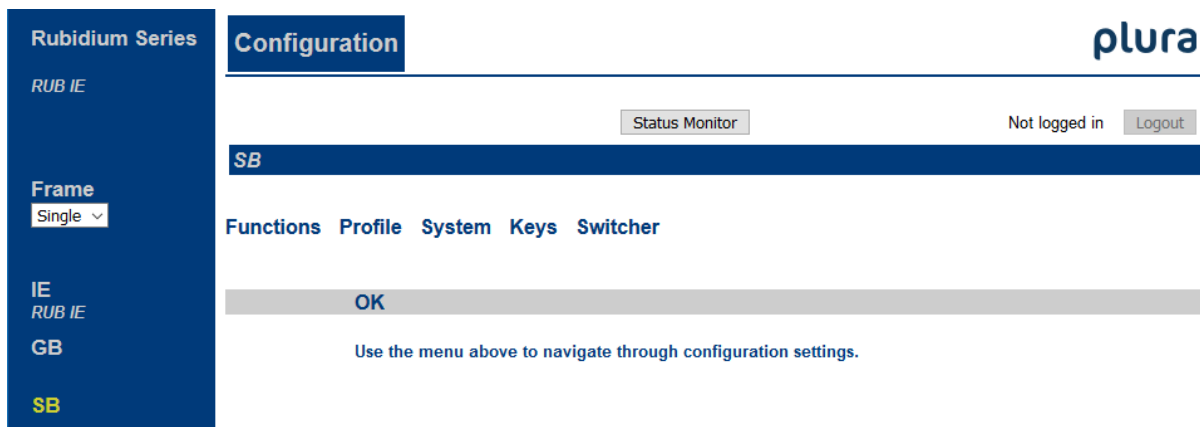 Rubidium Series
RUB IE
Frame
Single
IE
RUB IE
GB
SB
Configuration
plura
Status Monitor
Not logged in Logout
SB
Functions Profile System Keys Switcher
OK
Use the menu above to navigate through configuration settings.